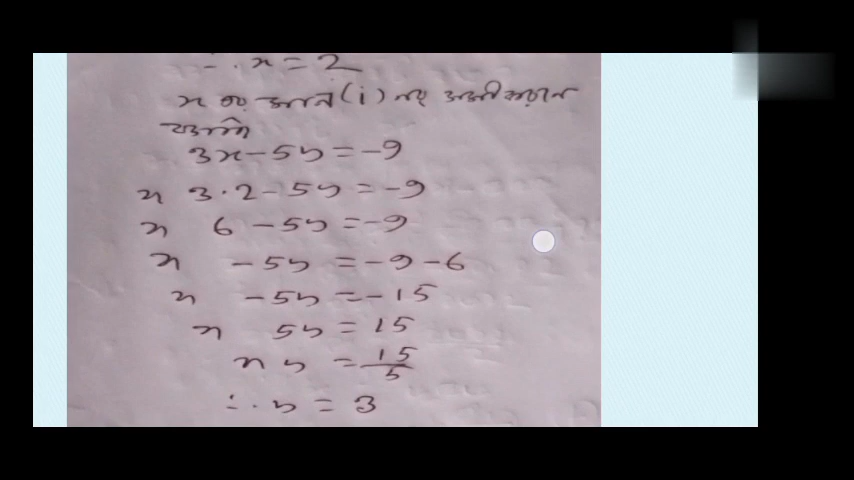 ∴ x = 2
x এর মান (i) নং সমীকরণে
বসাই
3x - 5y = -9
বা 3·2 - 5y = -9
বা 6 - 5y = -9
বা -5y = -9 - 6
বা -5y = -15
বা 5y = 15
বা y = 15/5
∴ y = 3